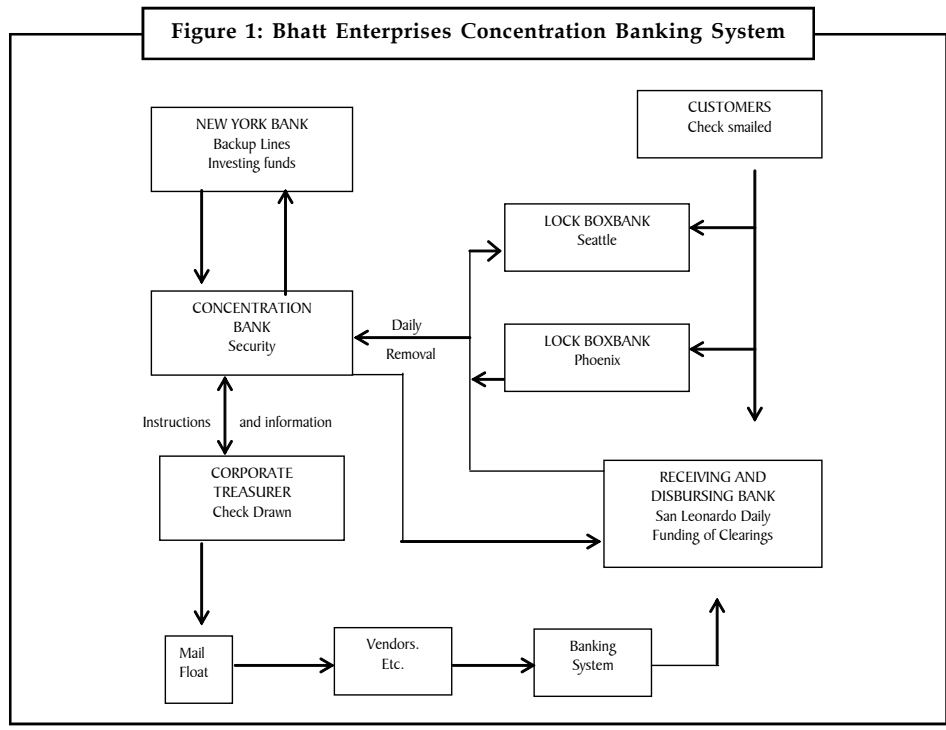 Figure 1: Bhatt Enterprises Concentration Banking System
CUSTOMERS
Check smailed
NEW YORK BANK
Backup Lines
Investing funds
LOCK BOXBANK
Seattle
CONCENTRATION
BANK
Security
Daily
Removal
LOCK BOXBANK
Phoenix
Instructions and information
CORPORATE
TREASURER
Check Drawn
RECEIVING AND
DISBURSING BANK
San Leonardo Daily
Funding of Clearings
Mail
Float
Vendors.
Etc.
Banking
System